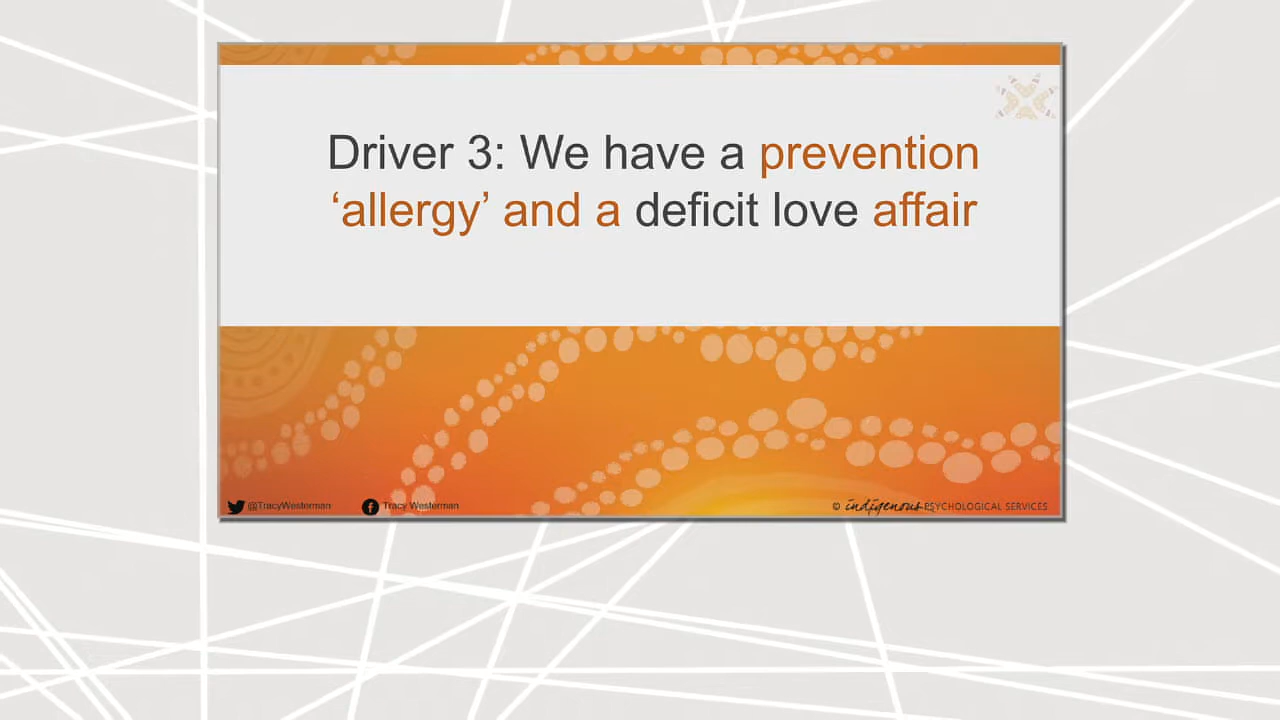 Driver 3: We have a prevention
‘allergy’ and a deficit love affair
@TracyWesterman
Tracy Westerman
© indigenous PSYCHOLOGICAL SERVICES